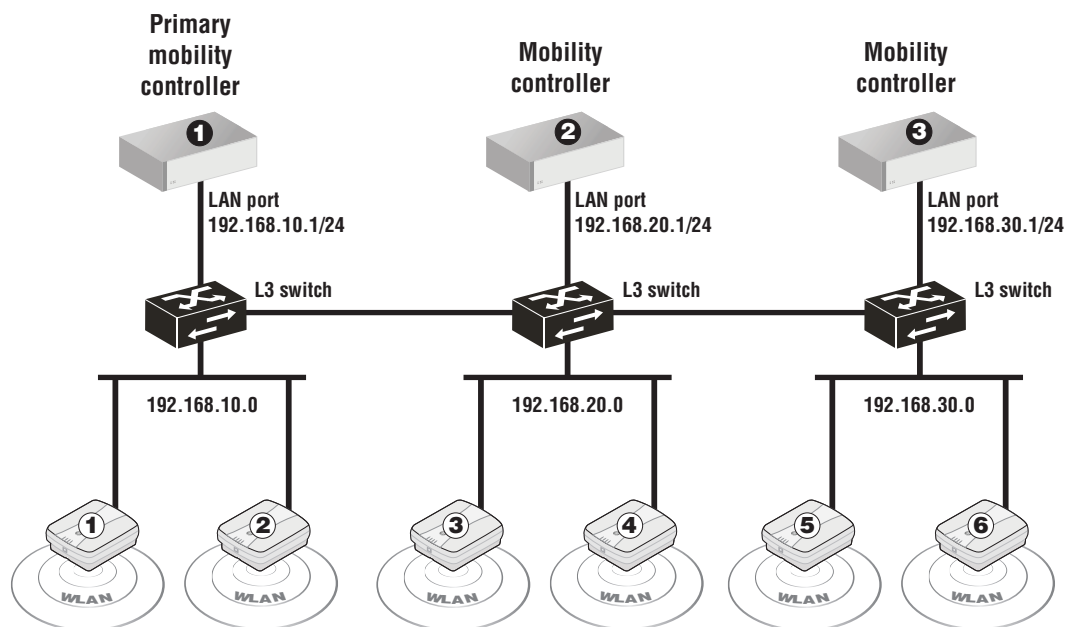 Primary
mobility
controller
Mobility
controller
Mobility
controller
1
2
3
LAN port
192.168.10.1/24
LAN port
192.168.20.1/24
LAN port
192.168.30.1/24
L3 switch
L3 switch
L3 switch
192.168.10.0
192.168.20.0
192.168.30.0
1
2
3
4
5
6
WLAN
WLAN
WLAN
WLAN
WLAN
WLAN